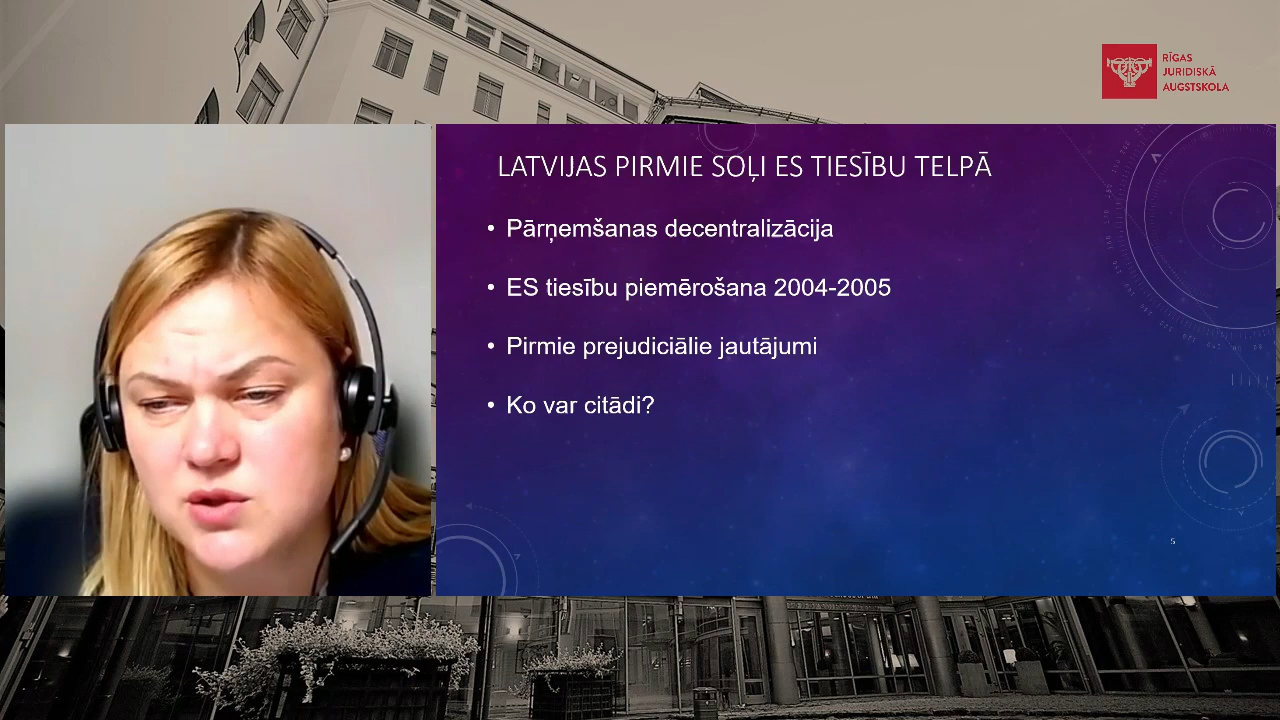 RĪGAS
JURIDISKĀ
AUGSTSKOLA
LATVIJAS PIRMIE SOĻI ES TIESĪBU TELPĀ
• Pārņemšanas decentralizācija
• ES tiesību piemērošana 2004-2005
• Pirmie prejudiciālie jautājumi
• Ko var citādi?
5